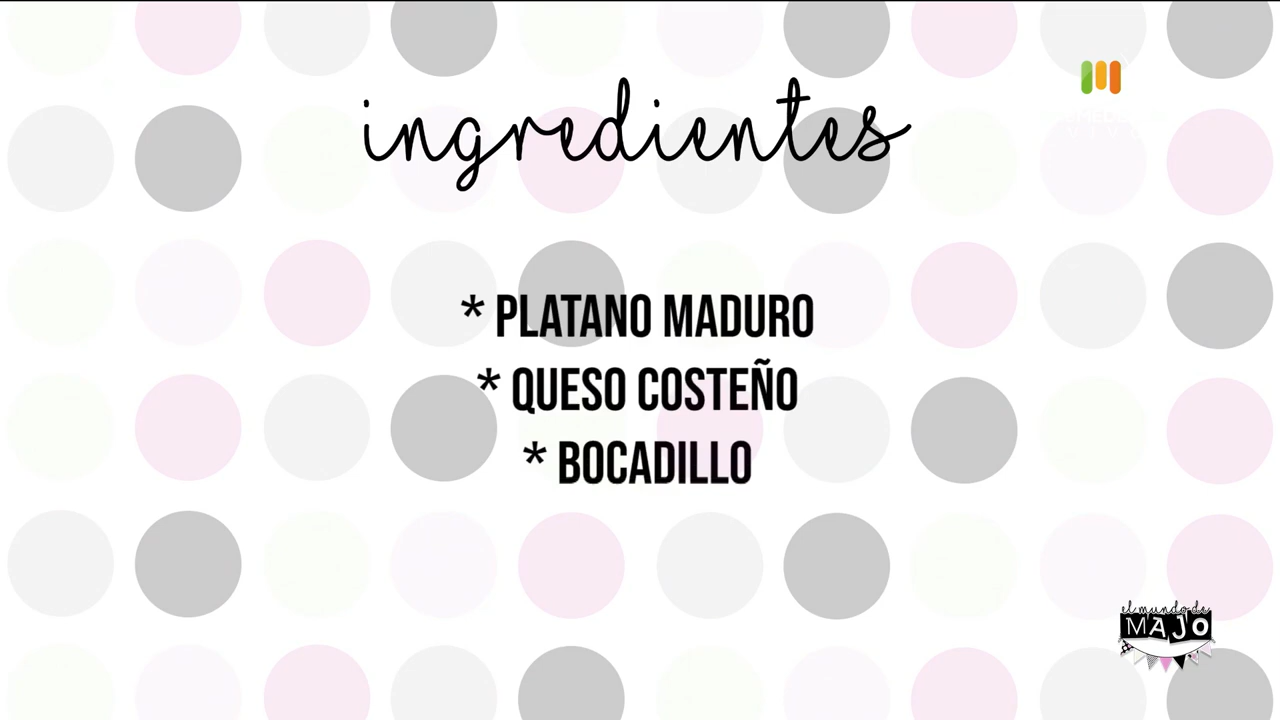 ingredientes
* PLATANO MADURO
* QUESO COSTEÑO
* BOCADILLO
el mundo de
MAJO